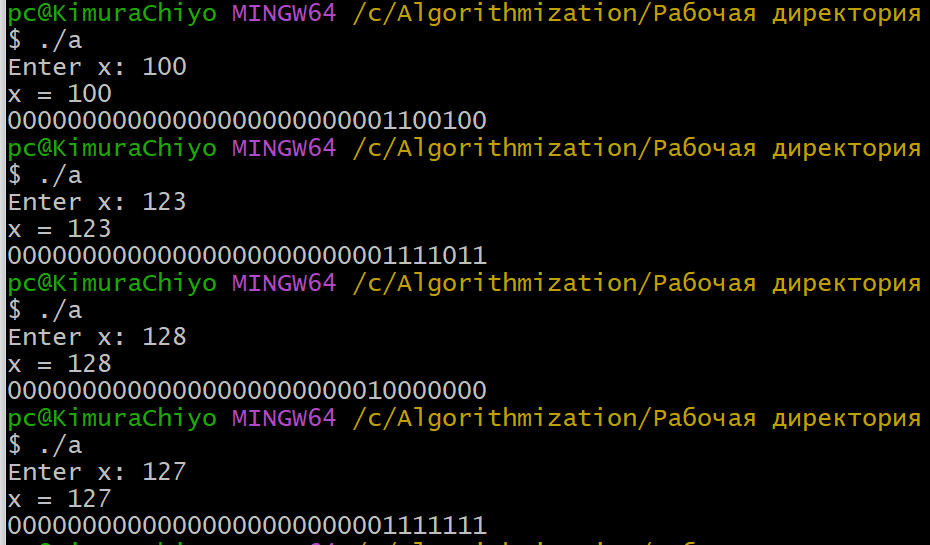 pc@KimuraChiyo MINGW64 /c/Algorithmization/Рабочая директория
$ ./a
Enter x: 100
x = 100
00000000000000000000000001100100
pc@KimuraChiyo MINGW64 /c/Algorithmization/Рабочая директория
$ ./a
Enter x: 123
x = 123
00000000000000000000000001111011
pc@KimuraChiyo MINGW64 /c/Algorithmization/Рабочая директория
$ ./a
Enter x: 128
x = 128
00000000000000000000000010000000
pc@KimuraChiyo MINGW64 /c/Algorithmization/Рабочая директория
$ ./a
Enter x: 127
x = 127
00000000000000000000000001111111